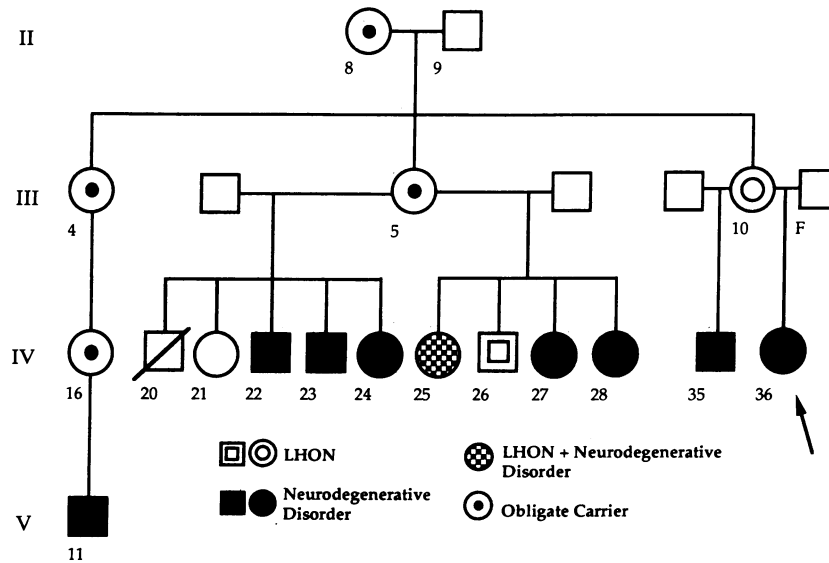 II
8 9
III
4 5 10 F
IV
16 20 21 22 23 24 25 26 27 28 35 36
LHON
LHON + Neurodegenerative
Disorder
Neurodegenerative
Disorder
Obligate Carrier
V
11